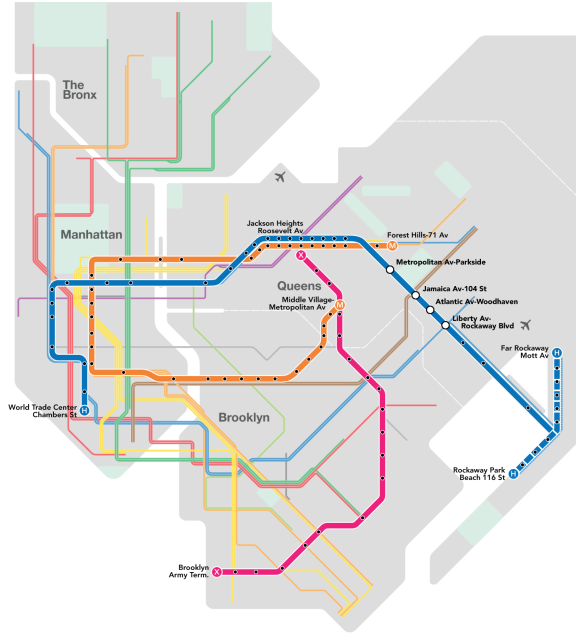 The
Bronx
Manhattan
Jackson Heights
Roosevelt Av
Forest Hills-71 Av
M
X
Metropolitan Av-Parkside
Queens
Jamaica Av-104 St
Middle Village-
Metropolitan Av
M
Atlantic Av-Woodhaven
Liberty Av-
Rockaway Blvd
Far Rockaway
Mott Av
H
World Trade Center
Chambers St
H
Brooklyn
Rockaway Park
Beach 116 St
H
Brooklyn
Army Term.
X